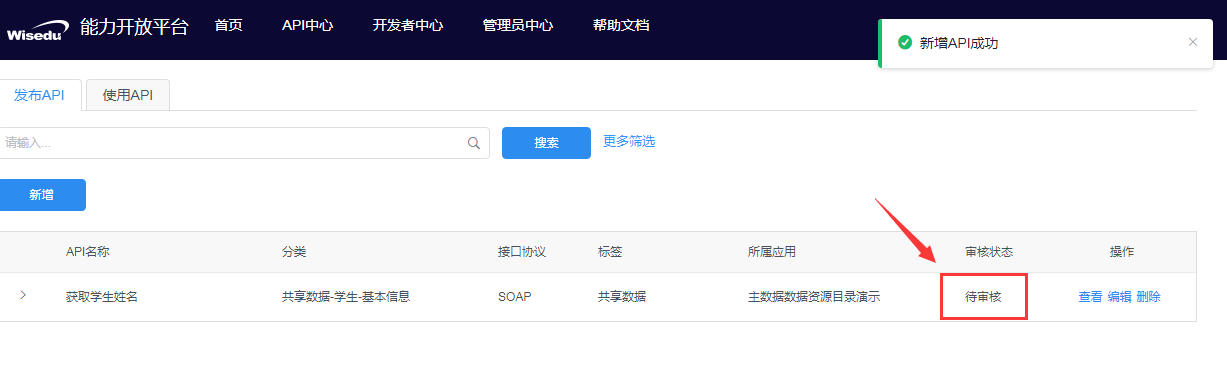 Wisedu 能力开放平台 首页 API中心 开发者中心 管理员中心 帮助文档
新增API成功
发布API 使用API
请输入... 搜索 更多筛选
新增
API名称 分类 接口协议 标签 所属应用 审核状态 操作
获取学生姓名 共享数据-学生-基本信息 SOAP 共享数据 主数据数据资源目录演示 待审核 查看 编辑 删除